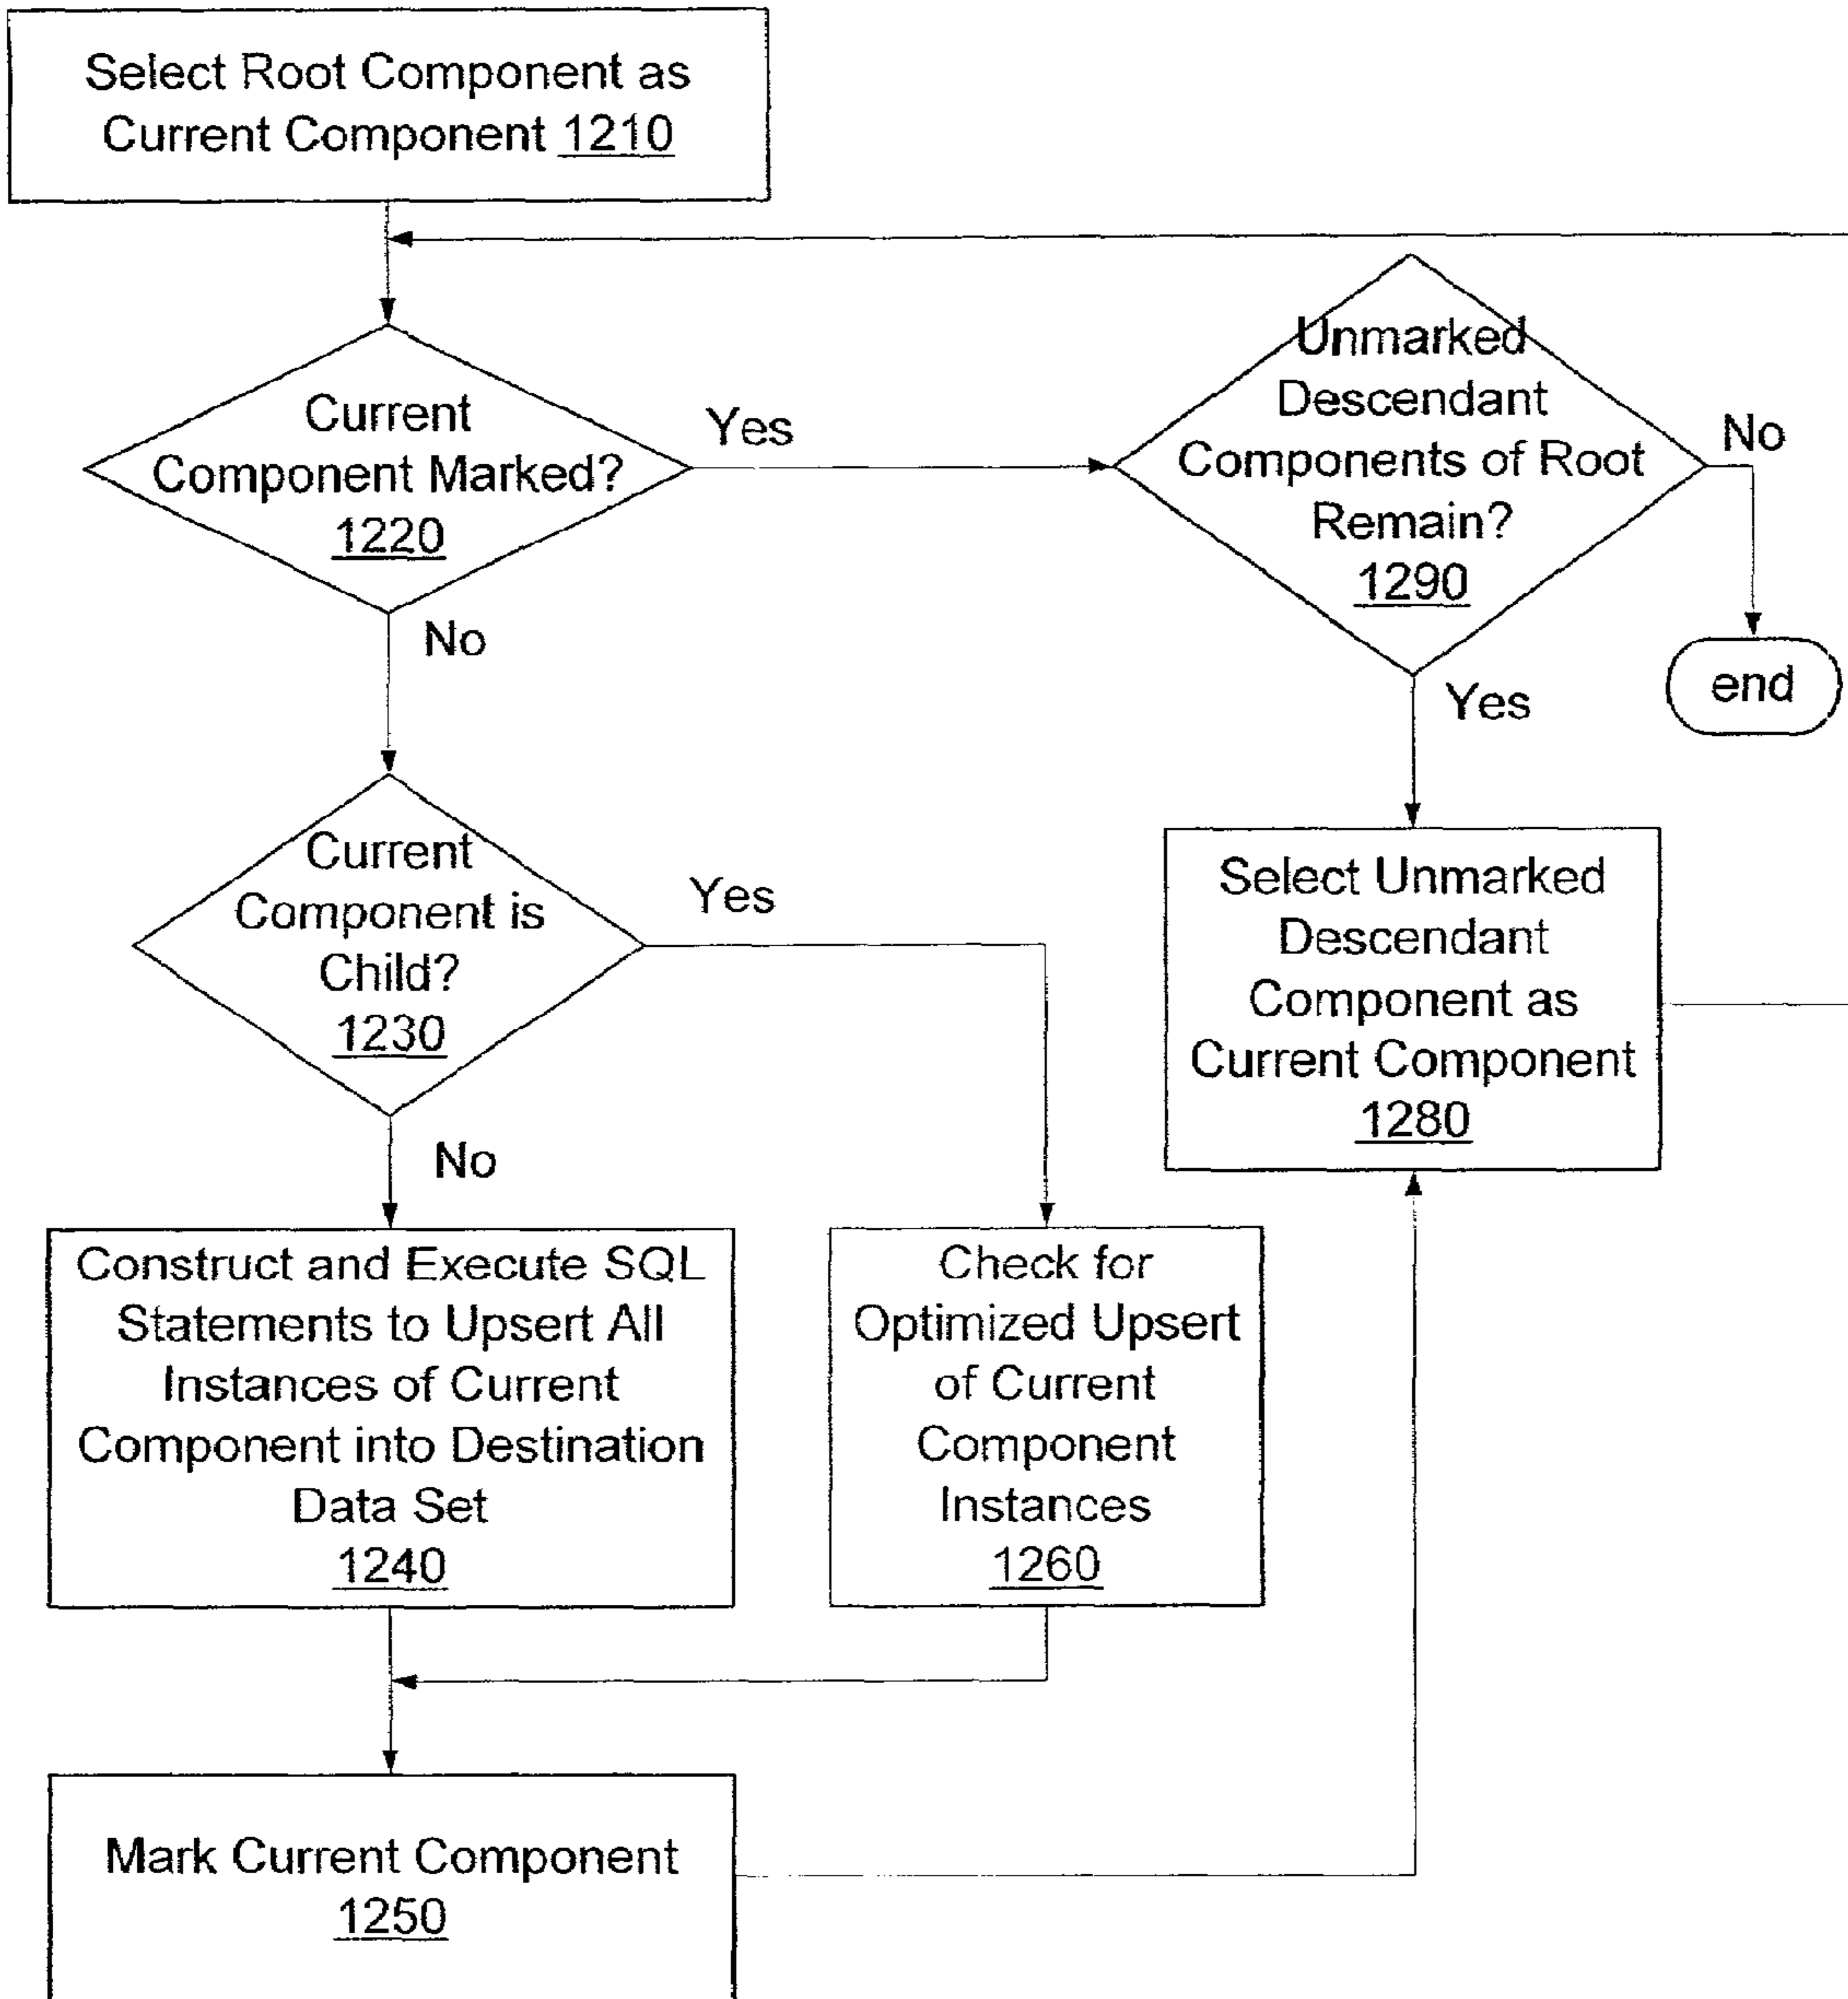 Select Root Component as
Current Component 1210
Current
Component Marked?
1220
Yes
No
Unmarked
Descendant
Components of Root
Remain?
1290
No
end
Yes
Current
Component is
Child?
1230
Yes
No
Select Unmarked
Descendant
Component as
Current Component
1280
Construct and Execute SQL
Statements to Upsert All
Instances of Current
Component into Destination
Data Set
1240
Check for
Optimized Upsert
of Current
Component
Instances
1260
Mark Current Component
1250